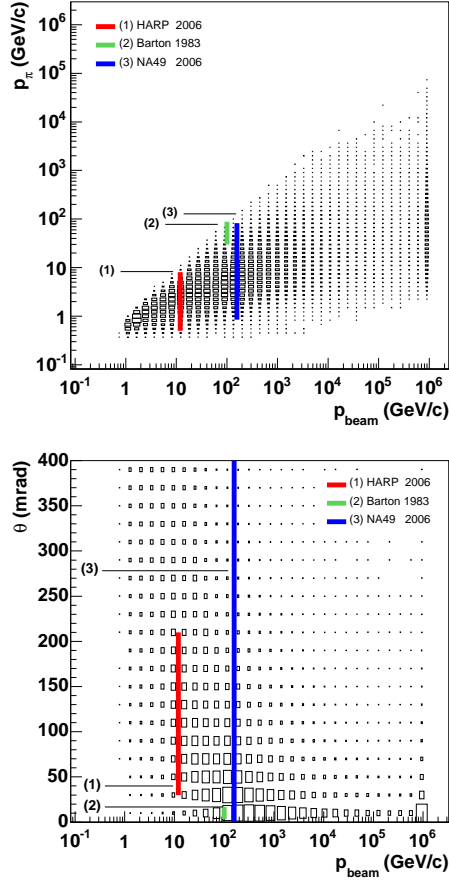 p_π (GeV/c)
(1) HARP 2006
(2) Barton 1983
(3) NA49 2006
10^6
10^5
10^4
10^3
10^2
10
1
10^-1
(3)
(2)
(1)
10^-1 1 10 10^2 10^3 10^4 10^5 10^6
p_beam (GeV/c)
θ (mrad)
(1) HARP 2006
(2) Barton 1983
(3) NA49 2006
400
350
300
250
200
150
100
50
0
(3)
(1)
(2)
10^-1 1 10 10^2 10^3 10^4 10^5 10^6
p_beam (GeV/c)